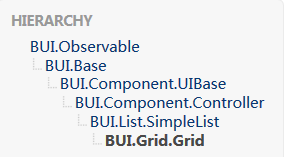 HIERARCHY
BUI.Observable
BUI.Base
BUI.Component.UIBase
BUI.Component.Controller
BUI.List.SimpleList
BUI.Grid.Grid